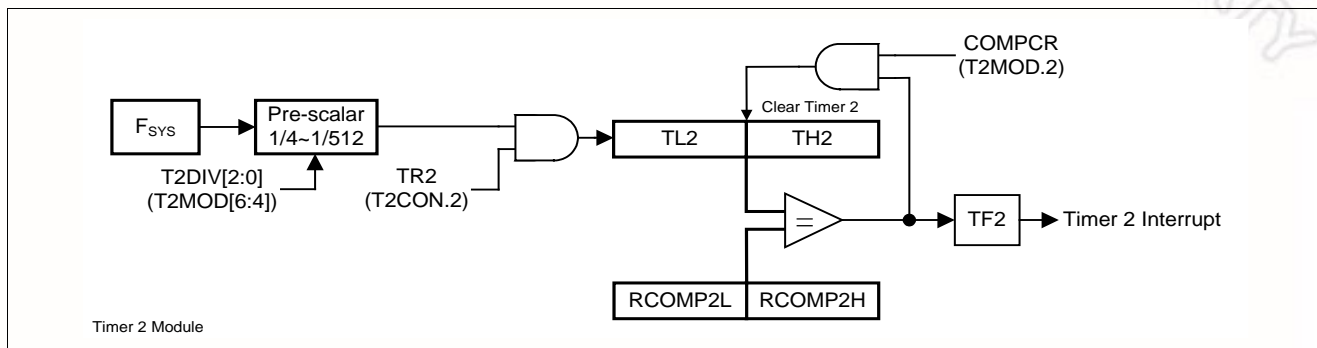 COMPCR
(T2MOD.2)
Clear Timer 2
FSYS
Pre-scalar
1/4~1/512
TL2
TH2
T2DIV[2:0]
(T2MOD[6:4])
TR2
(T2CON.2)
=
TF2
Timer 2 Interrupt
RCOMP2L
RCOMP2H
Timer 2 Module